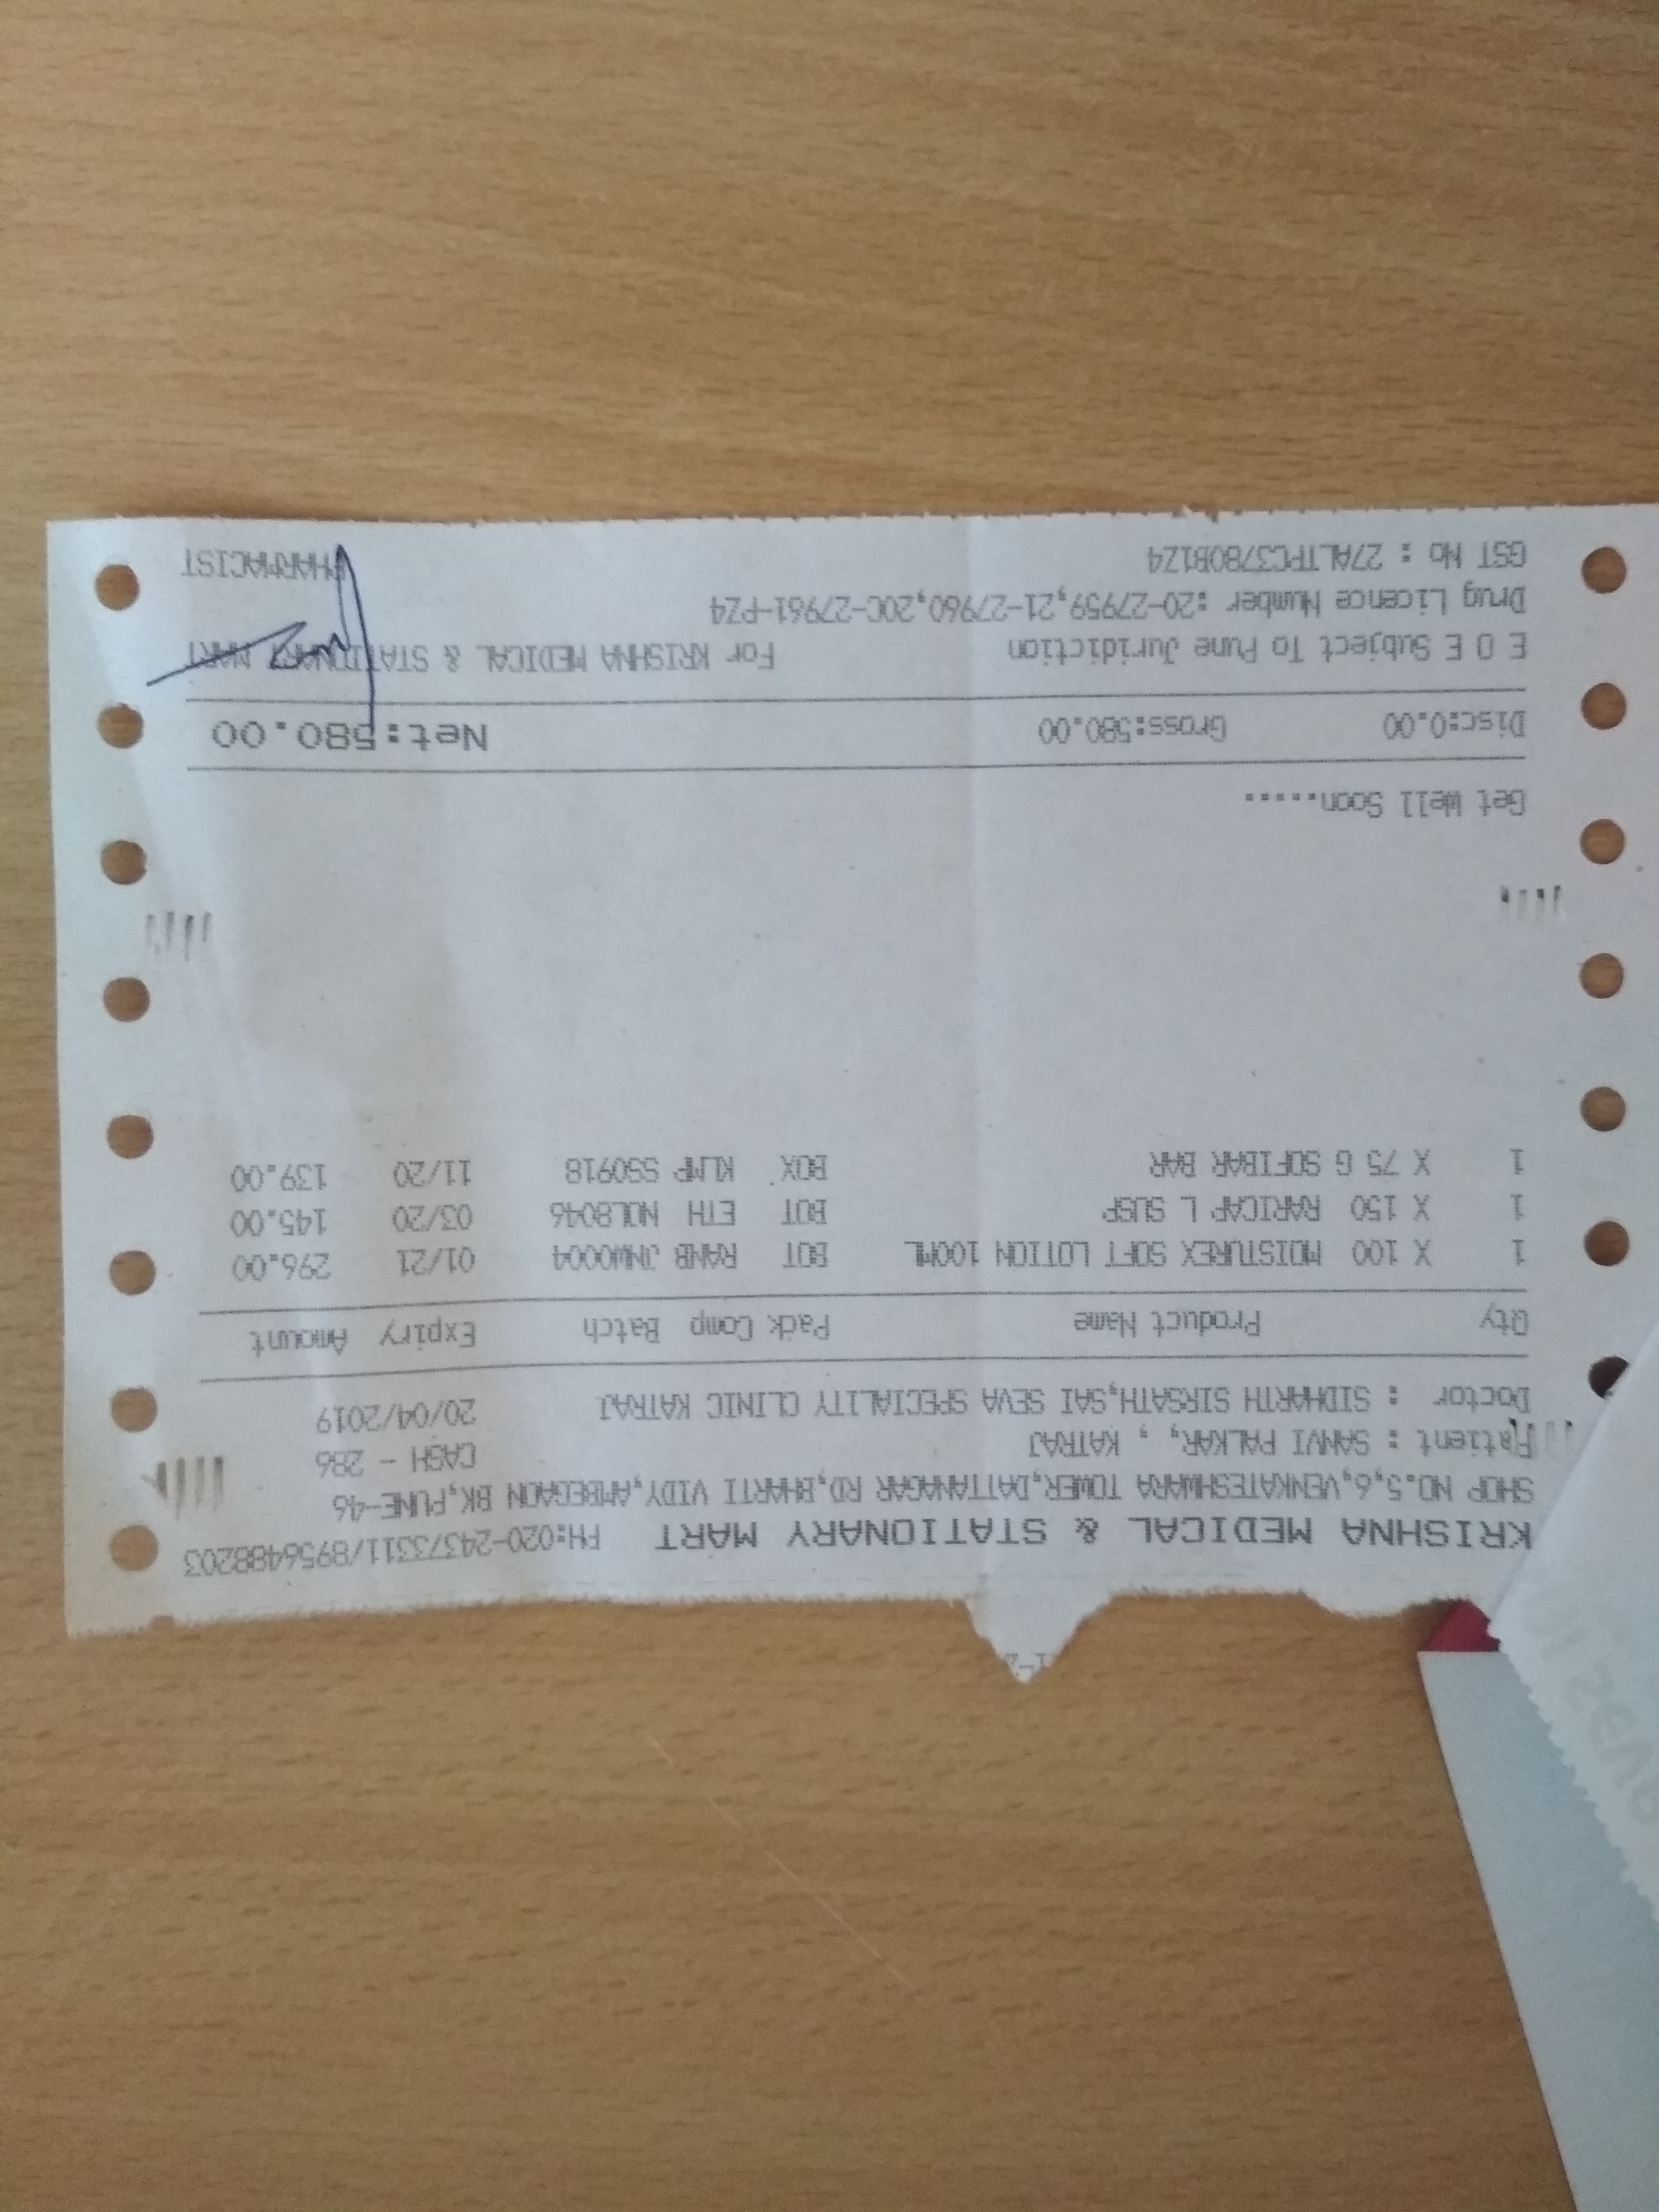 KRISHNA MEDICAL & STATIONARY MART PH:020-24373311/8956488203
SHOP NO.5,6,VENKATESHWARA TOWER,DATTANAGAR RD,BHARTI VIDY,AMBEGAON BK,PUNE-46
Patient : SANVI PALKAR, , KATRAJ CASH - 286
Doctor : SIDHARTH SIRSATH,SAI SEVA SPECIALITY CLINIC KATRAJ 20/04/2019
Qty Product Name Pack Comp Batch Expiry Amount
1 X 100 MOISTUREX SOFT LOTION 100ML BOT RANB JNW0004 01/21 296.00
1 X 150 RARICAP L SUSP BOT ETH NOL8046 03/20 145.00
1 X 75 G SOFIBAR BAR BOX KLMP SS0918 11/20 139.00
Get Well Soon.....
Disc:0.00 Gross:580.00 Net:580.00
E O E Subject To Pune Juridiction For KRISHNA MEDICAL & STATIONARY MART
Drug Licence Number :20-27959,21-27960,20C-27961-PZ4
GST No : 27ALTPC3780B1Z4 PHARMACIST